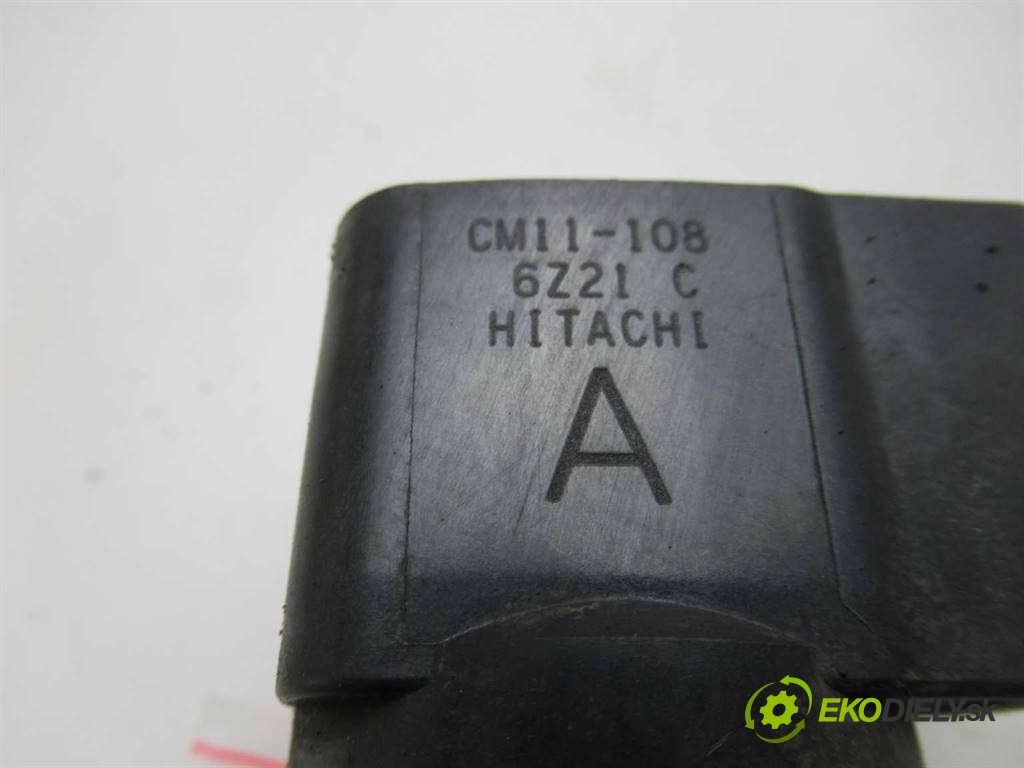 CM11-108
6Z21 C
HITACHI
A
EKODIELY.sk